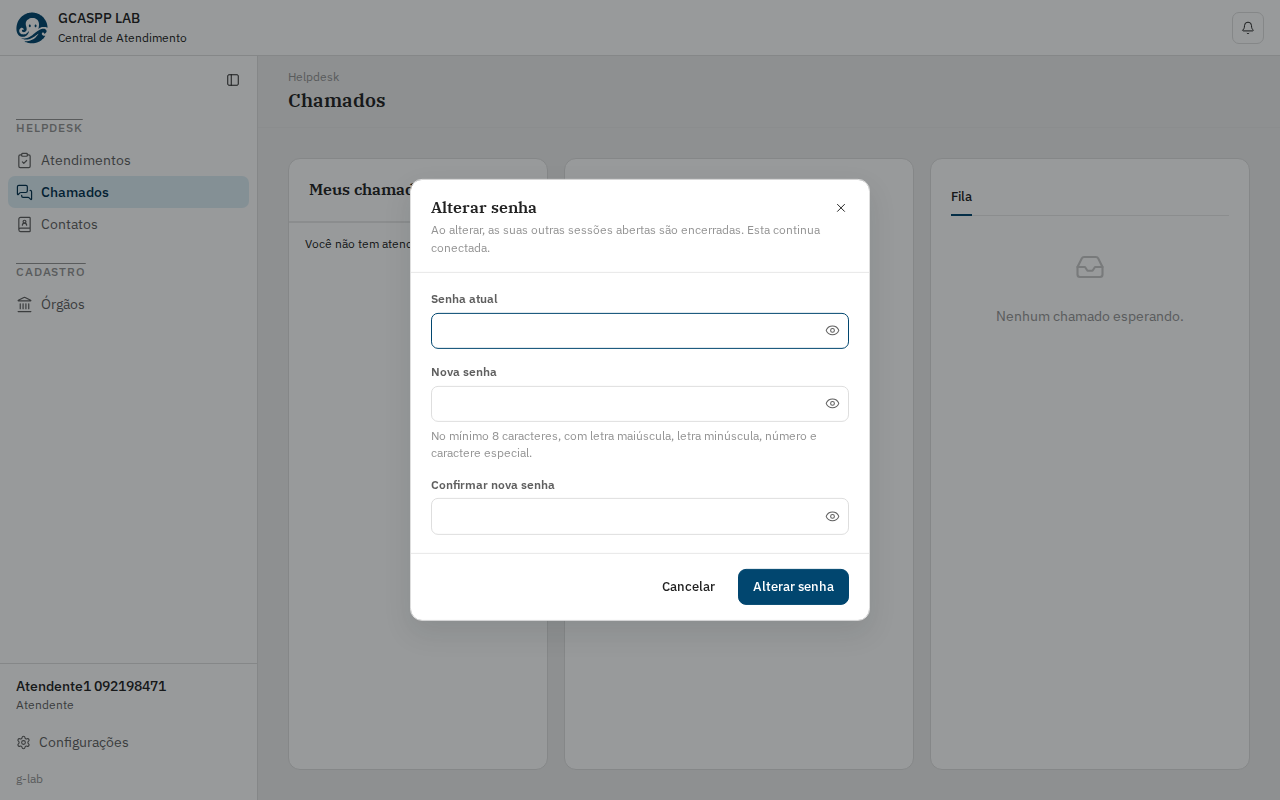 GCASPP LAB
Central de Atendimento
HELPDESK
Atendimentos
Chamados
Contatos
CADASTRO
Órgãos
Atendente1 092198471
Atendente
Configurações
g-lab
Helpdesk
Chamados
Meus chamad
Você não tem atend
Alterar senha
Ao alterar, as suas outras sessões abertas são encerradas. Esta continua
conectada.
Senha atual
Nova senha
No mínimo 8 caracteres, com letra maiúscula, letra minúscula, número e
caractere especial.
Confirmar nova senha
Cancelar
Alterar senha
Fila
Nenhum chamado esperando.